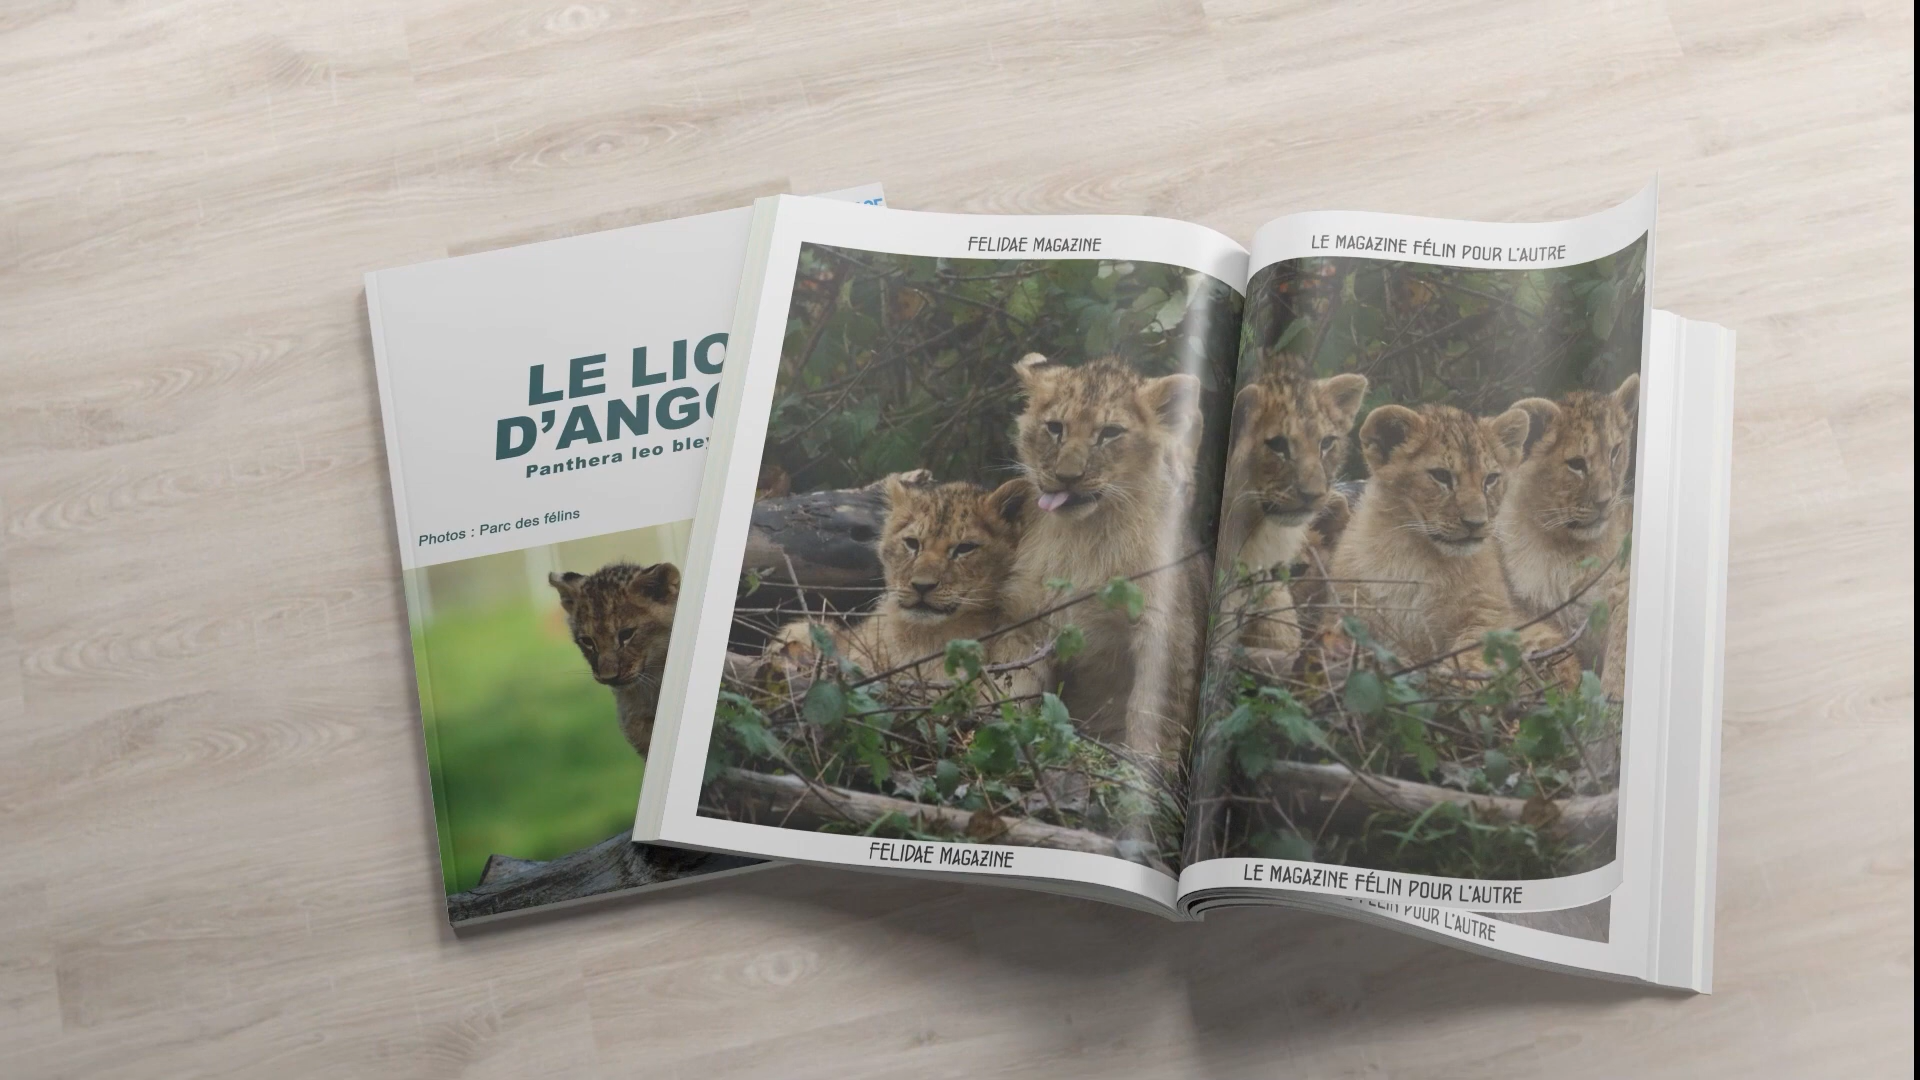 LE LIO
D'ANGO
Panthera leo bley
Photos : Parc des félins
FELIDAE MAGAZINE
LE MAGAZINE FÉLIN POUR L'AUTRE
FELIDAE MAGAZINE
LE MAGAZINE FÉLIN POUR L'AUTRE
FÉLIN POUR L'AUTRE